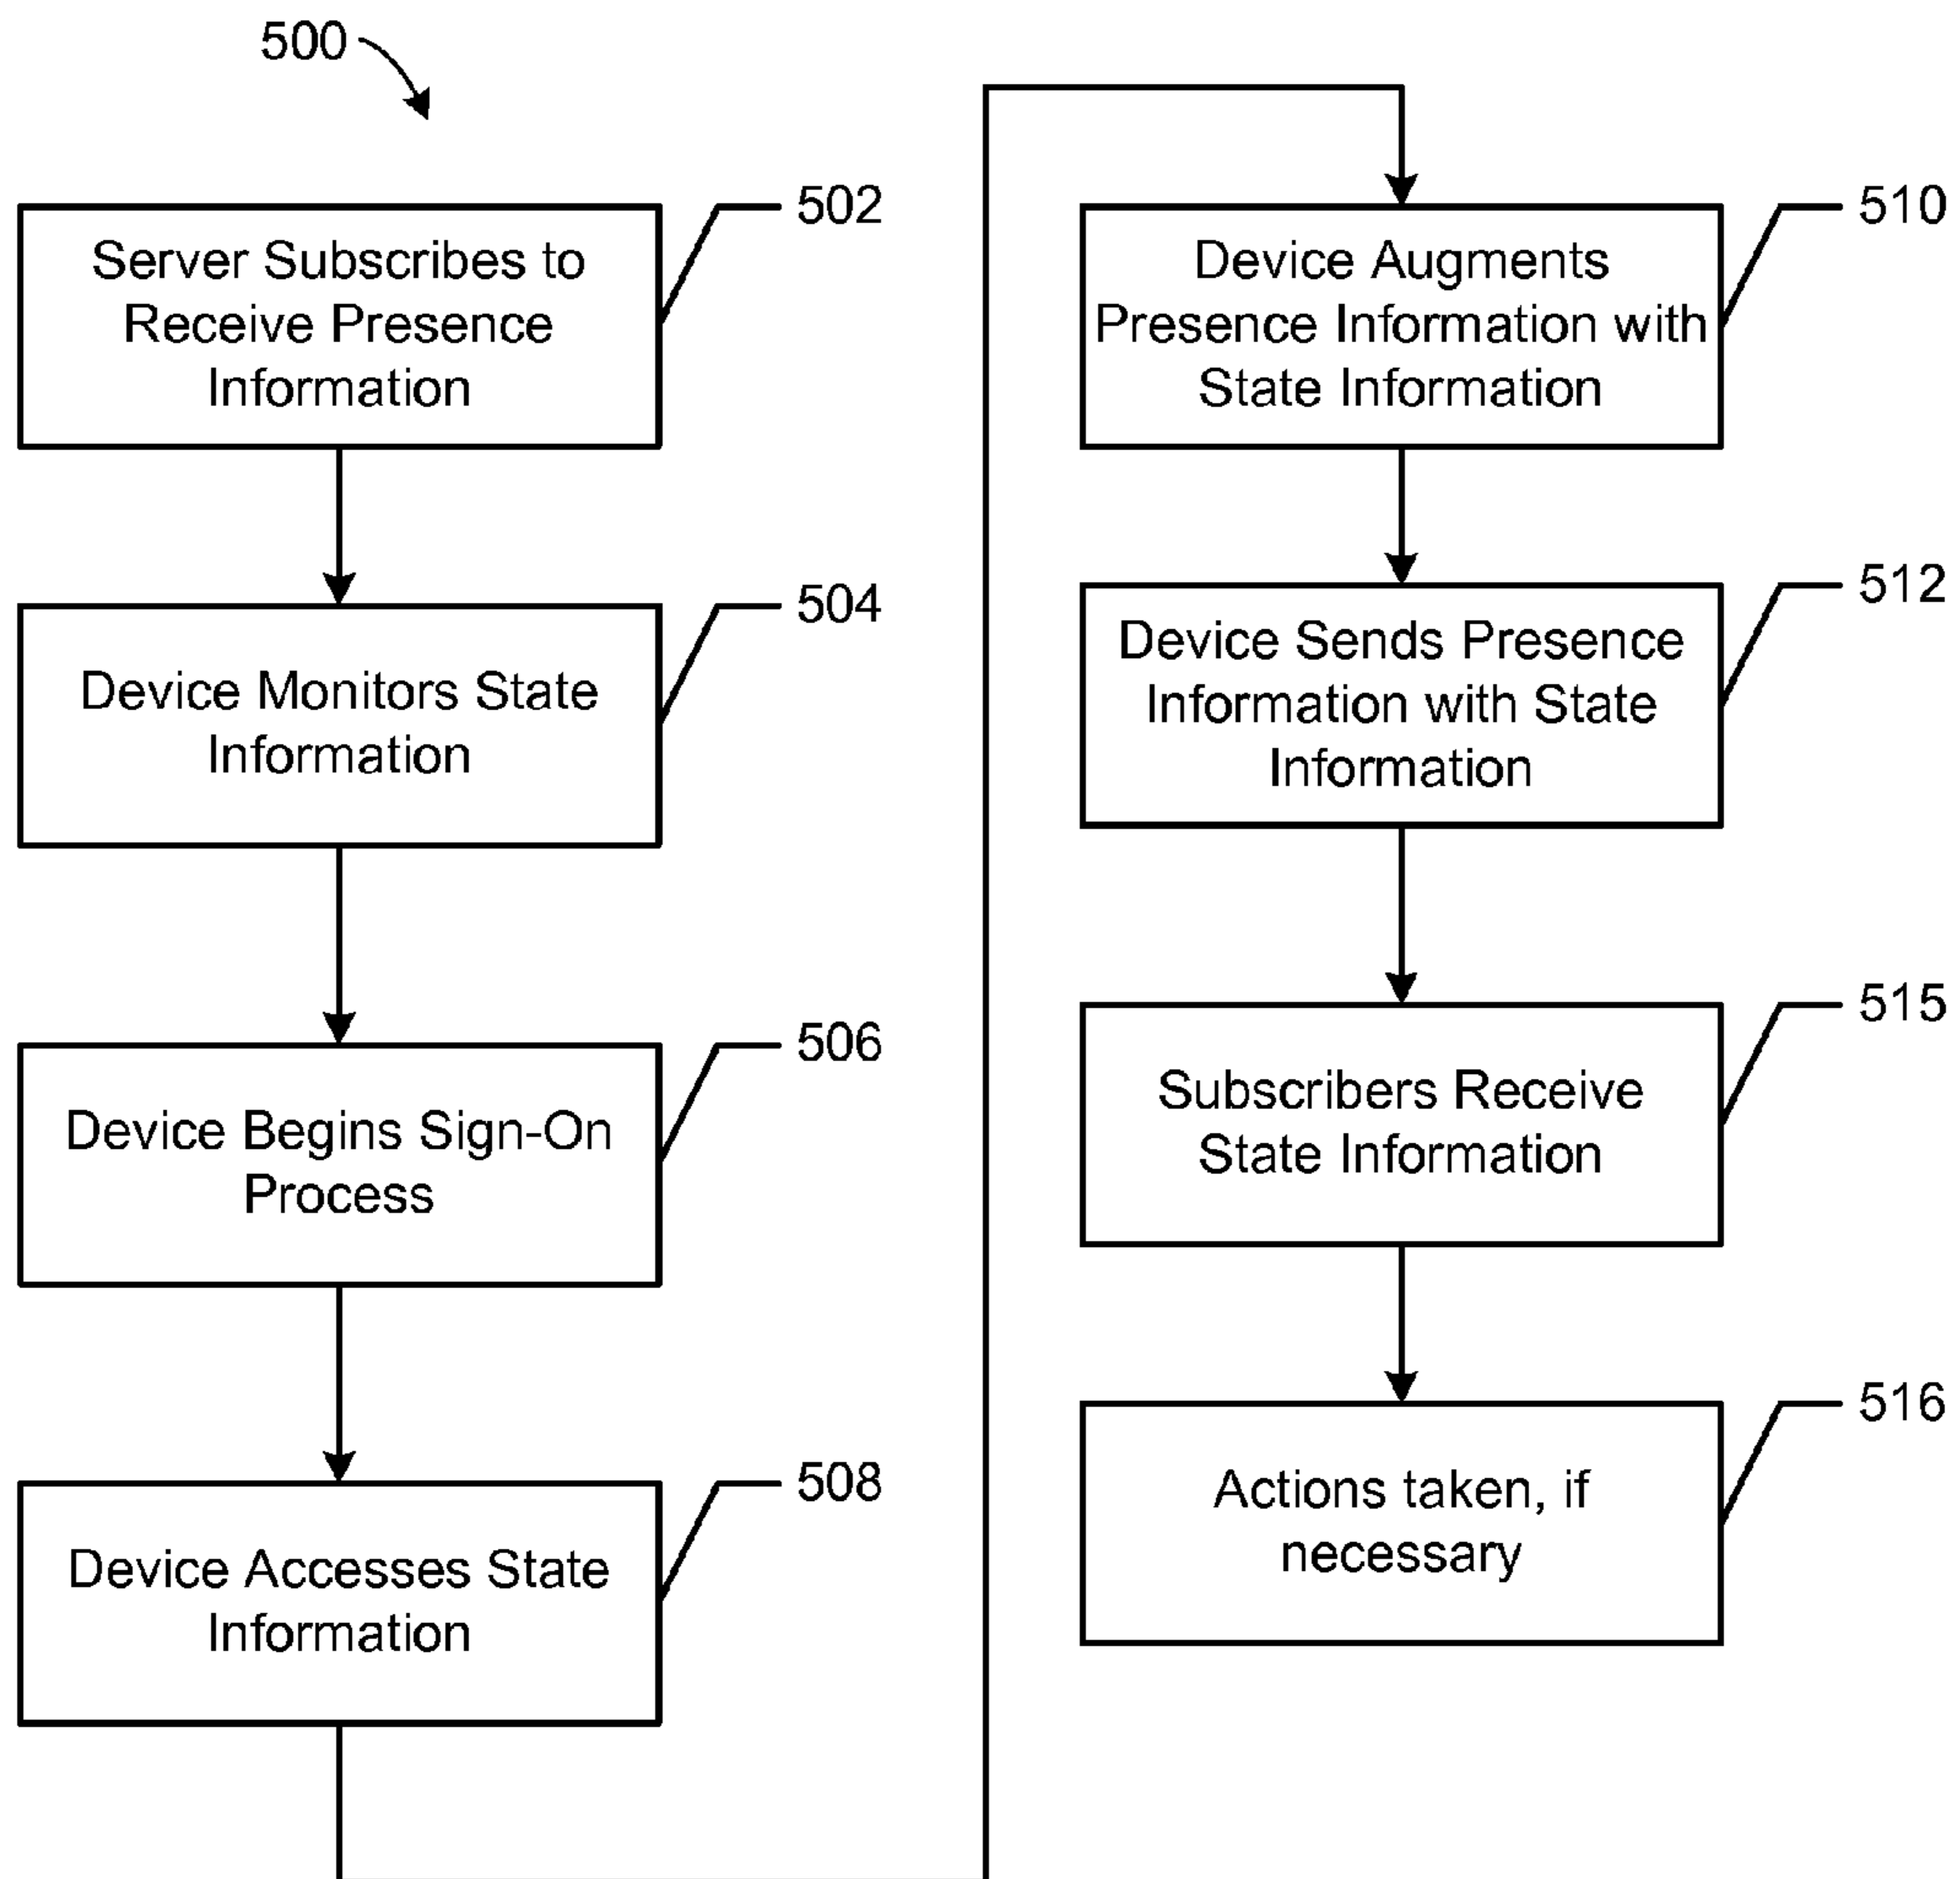 500
502
Server Subscribes to
Receive Presence
Information
504
Device Monitors State
Information
506
Device Begins Sign-On
Process
508
Device Accesses State
Information
510
Device Augments
Presence Information with
State Information
512
Device Sends Presence
Information with State
Information
515
Subscribers Receive
State Information
516
Actions taken, if
necessary